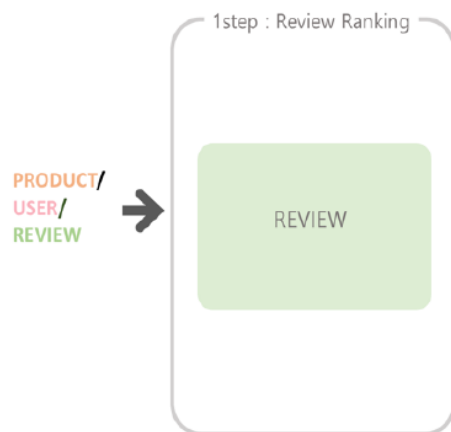 1step : Review Ranking
PRODUCT/
USER/
REVIEW
REVIEW